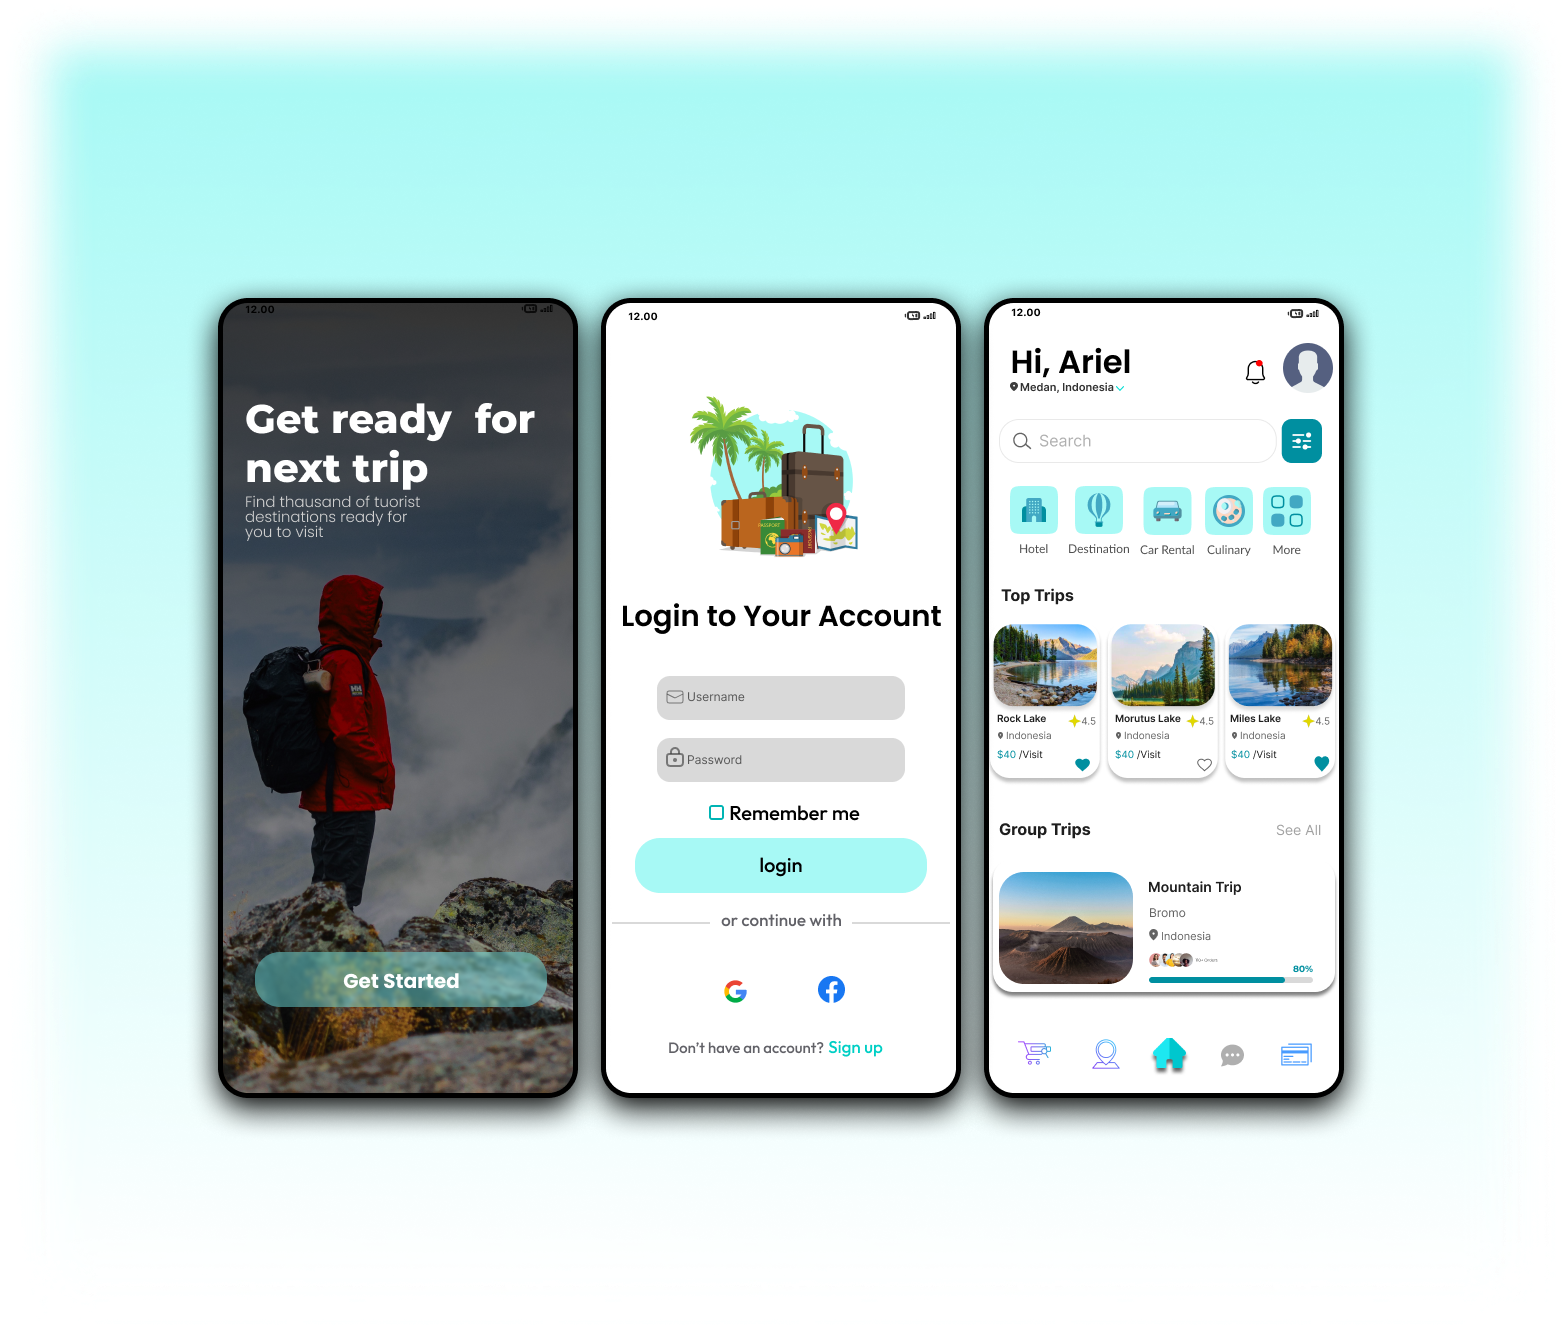 12.00
Get ready  for
next trip
Find thausand of tuorist
destinations ready for
you to visit
Get Started
12.00
PASSPORT
Login to Your Account
Username
Password
Remember me
login
or continue with
Don't have an account? Sign up
12.00
Hi, Ariel
Medan, Indonesia
Search
Hotel Destination Car Rental Culinary More
Top Trips
Rock Lake 4.5
Indonesia
$40 /Visit
Morutus Lake 4.5
Indonesia
$40 /Visit
Miles Lake 4.5
Indonesia
$40 /Visit
Group Trips See All
Mountain Trip
Bromo
Indonesia
80%